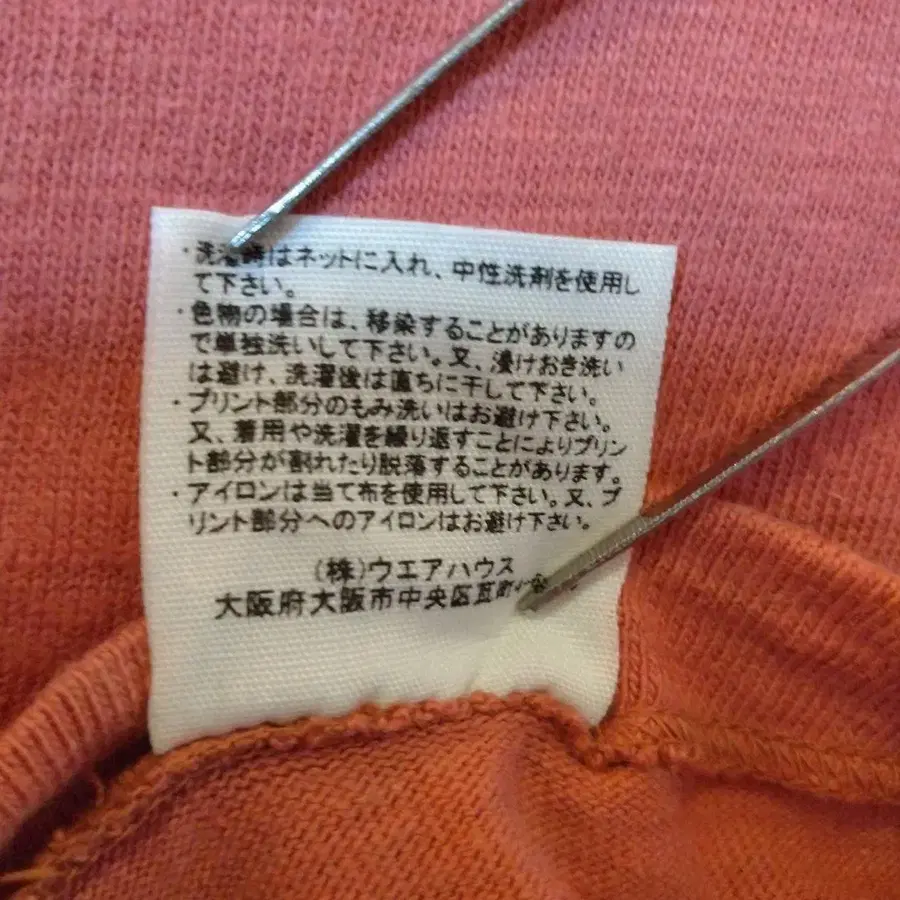 ・洗濯時はネットに入れ、中性洗剤を使用し
て下さい。
・色物の場合は、移染することがありますの
で単独洗いして下さい。又、浸けおき洗い
は避け、洗濯後は直ちに干して下さい。
・プリント部分のもみ洗いはお避け下さい。
又、着用や洗濯を繰り返すことによりプリン
ト部分が割れたり脱落することがあります。
・アイロンは当て布を使用して下さい。又、プ
リント部分へのアイロンはお避け下さい。
(株)ウエアハウス
大阪府大阪市中央区瓦町